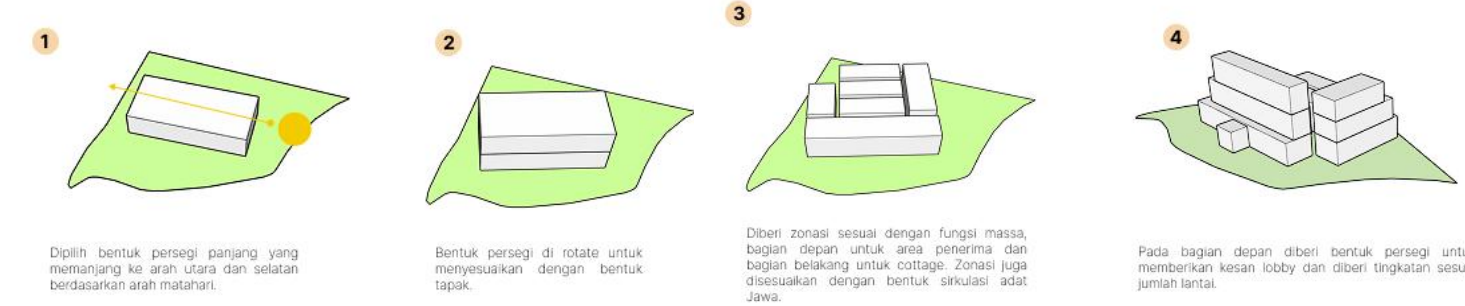 1
Dipilih bentuk persegi panjang yang
memanjang ke arah utara dan selatan
berdasarkan arah matahari.
2
Bentuk persegi di rotate untuk
menyesuaikan dengan bentuk
tapak.
3
Diberi zonasi sesuai dengan fungsi massa,
bagian depan untuk area penerima dan
bagian belakang untuk cottage. Zonasi juga
disesuaikan dengan bentuk sirkulasi adat
Jawa.
4
Pada bagian depan diberi bentuk persegi
memberikan kesan lobby dan diberi tingkatan
jumlah lantai.